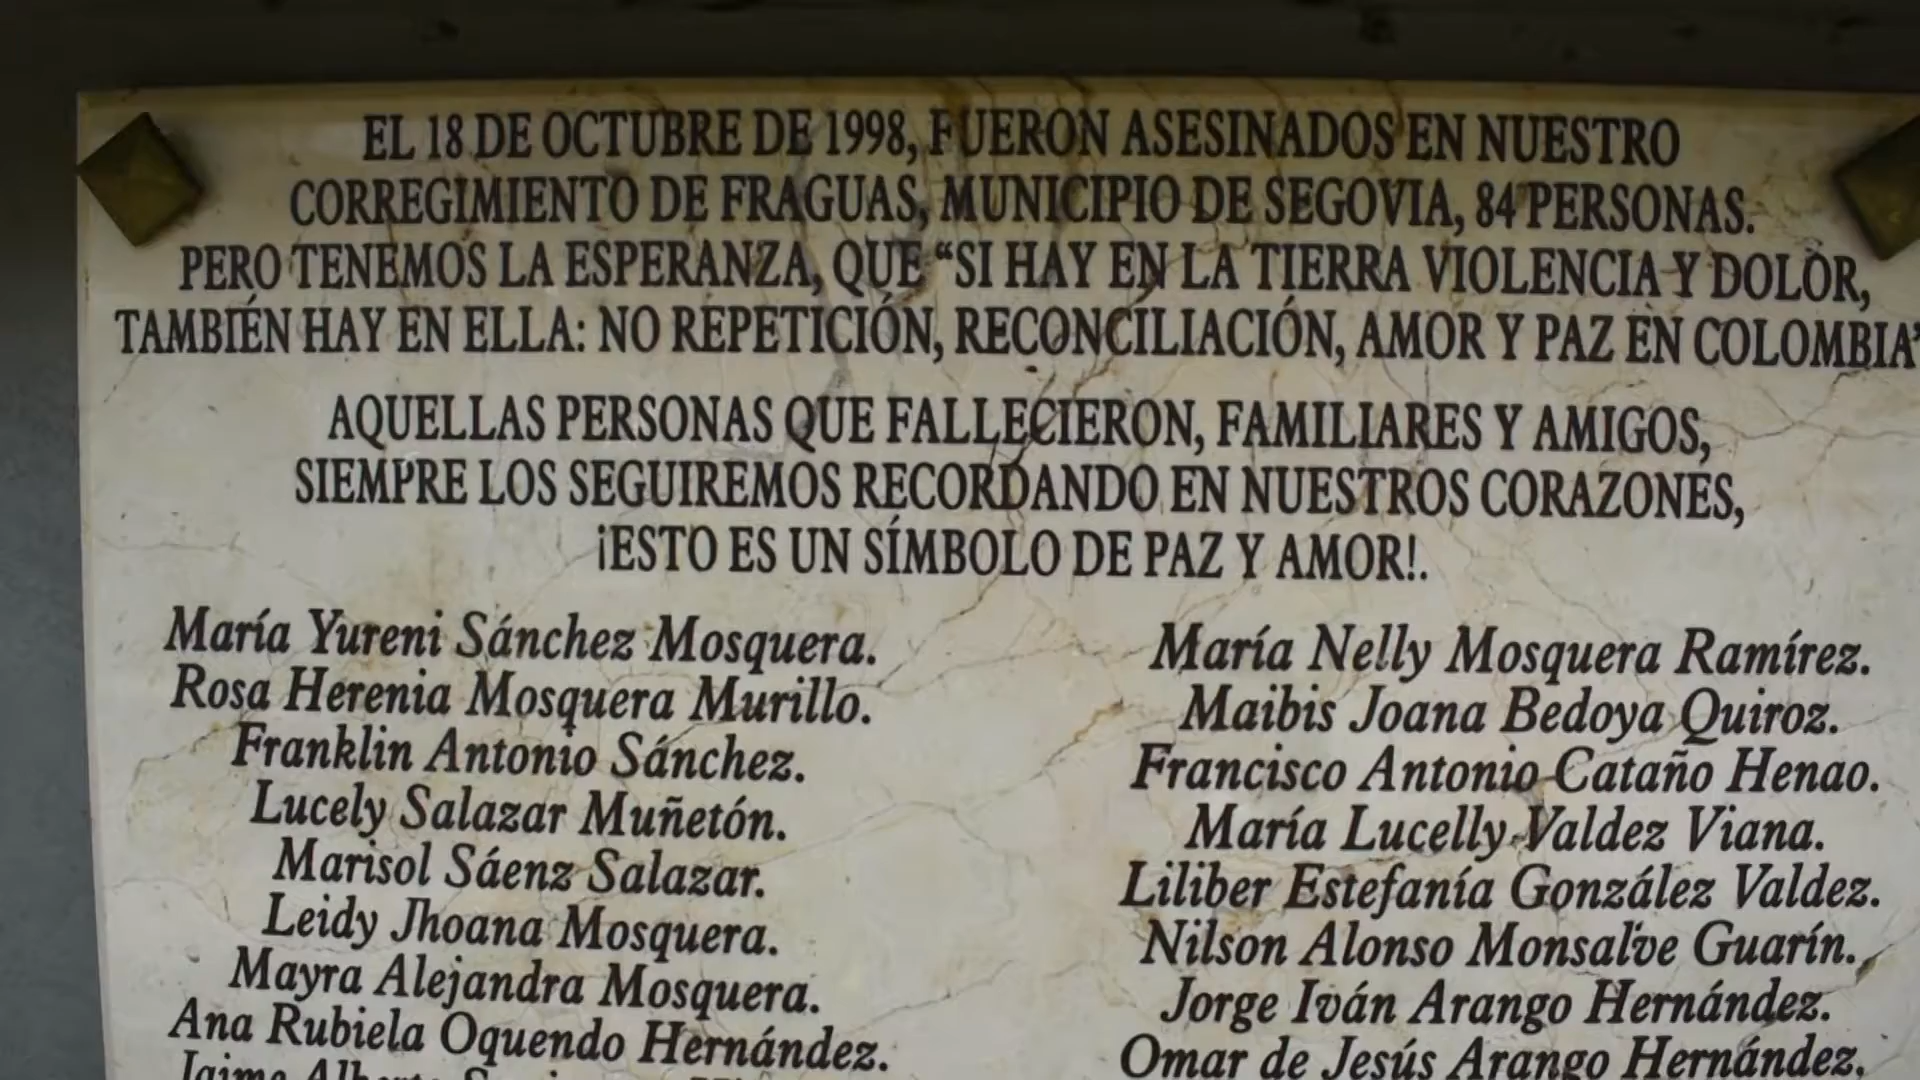 EL 18 DE OCTUBRE DE 1998, FUERON ASESINADOS EN NUESTRO
CORREGIMIENTO DE FRAGUAS, MUNICIPIO DE SEGOVIA, 84 PERSONAS.
PERO TENEMOS LA ESPERANZA, QUE “SI HAY EN LA TIERRA VIOLENCIA Y DOLOR,
TAMBIÉN HAY EN ELLA: NO REPETICIÓN, RECONCILIACIÓN, AMOR Y PAZ EN COLOMBIA”
AQUELLAS PERSONAS QUE FALLECIERON, FAMILIARES Y AMIGOS,
SIEMPRE LOS SEGUIREMOS RECORDANDO EN NUESTROS CORAZONES,
¡ESTO ES UN SÍMBOLO DE PAZ Y AMOR!.
María Yureni Sánchez Mosquera.
Rosa Herenia Mosquera Murillo.
Franklin Antonio Sánchez.
Lucely Salazar Muñetón.
Marisol Sáenz Salazar.
Leidy Jhoana Mosquera.
Mayra Alejandra Mosquera.
Ana Rubiela Oquendo Hernández.
Jaime Alberto
María Nelly Mosquera Ramírez.
Maibis Joana Bedoya Quiroz.
Francisco Antonio Cataño Henao.
María Lucelly Valdez Viana.
Liliber Estefanía González Valdez.
Nilson Alonso Monsalve Guarín.
Jorge Iván Arango Hernández.
Omar de Jesús Arango Hernández.